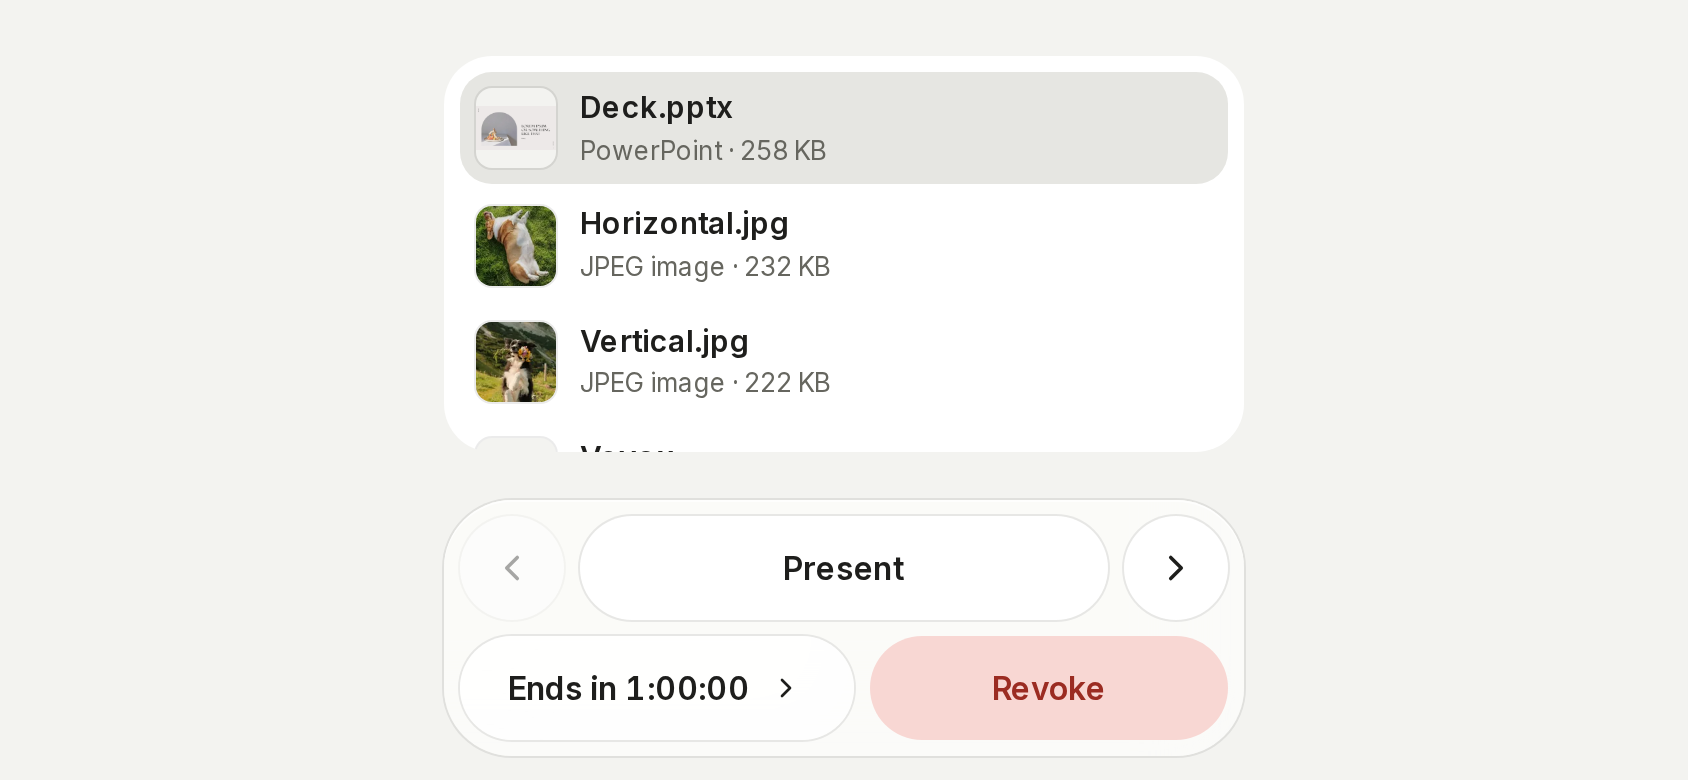 Deck.pptx
PowerPoint · 258 KB
Horizontal.jpg
JPEG image · 232 KB
Vertical.jpg
JPEG image · 222 KB
Present
Ends in 1:00:00
Revoke